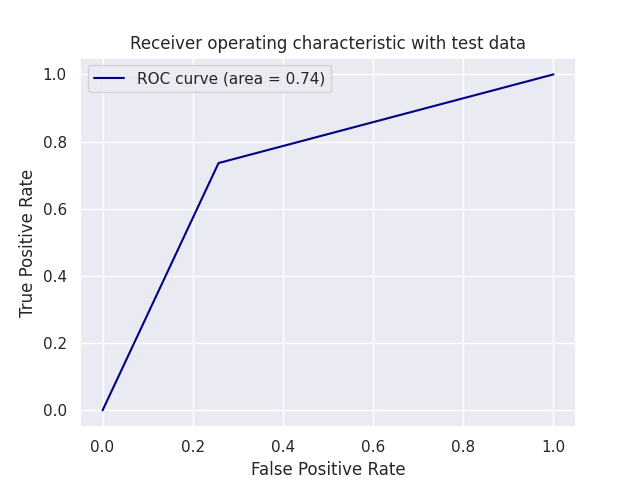 Receiver operating characteristic with test data
ROC curve (area = 0.74)
True Positive Rate
1.0
0.8
0.6
0.4
0.2
0.0
0.0 0.2 0.4 0.6 0.8 1.0
False Positive Rate